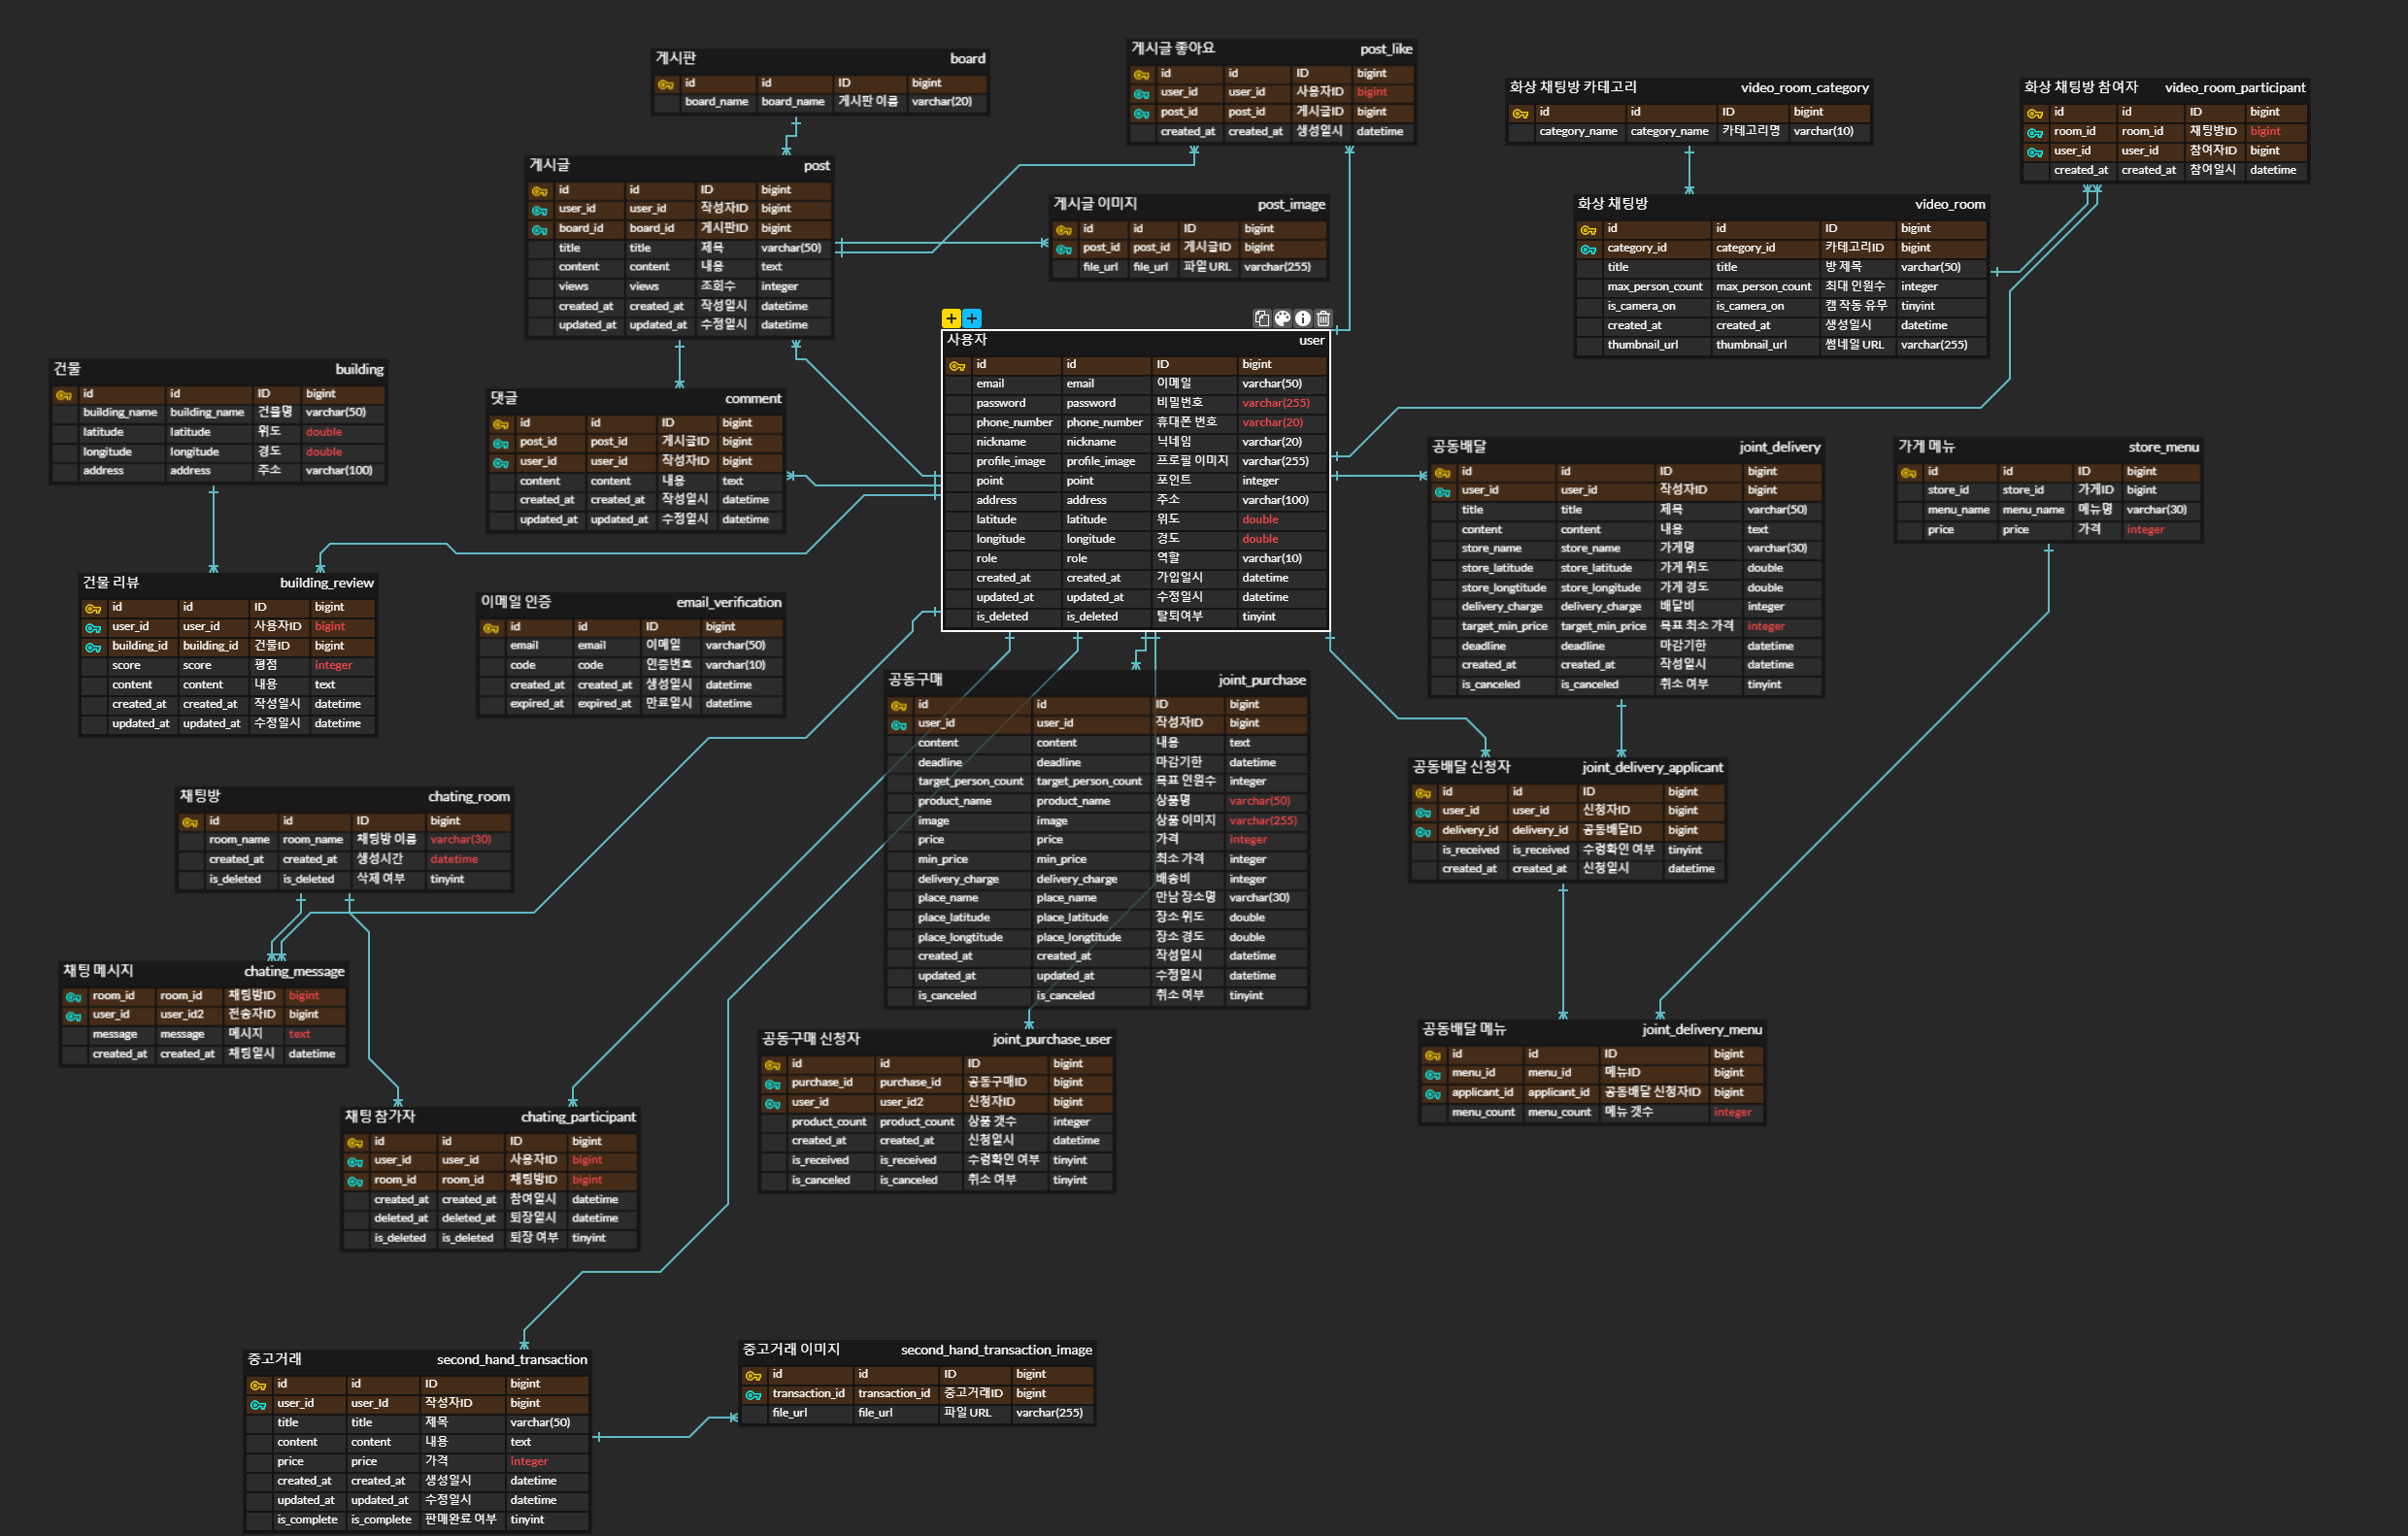 게시판 board
id id ID bigint
board_name board_name 게시판 이름 varchar(20)
게시글 좋아요 post_like
id id ID bigint
user_id user_id 사용자ID bigint
post_id post_id 게시글ID bigint
created_at created_at 생성일시 datetime
화상 채팅방 카테고리 video_room_category
id id ID bigint
category_name category_name 카테고리명 varchar(10)
화상 채팅방 참여자 video_room_participant
id id ID bigint
room_id room_id 채팅방ID bigint
user_id user_id 참여자ID bigint
created_at created_at 참여일시 datetime
게시글 post
id id ID bigint
user_id user_id 작성자ID bigint
board_id board_id 게시판ID bigint
title title 제목 varchar(50)
content content 내용 text
views views 조회수 integer
created_at created_at 작성일시 datetime
updated_at updated_at 수정일시 datetime
게시글 이미지 post_image
id id ID bigint
post_id post_id 게시글ID bigint
file_url file_url 파일 URL varchar(255)
화상 채팅방 video_room
id id ID bigint
category_id category_id 카테고리ID bigint
title title 방 제목 varchar(50)
max_person_count max_person_count 최대 인원수 integer
is_camera_on is_camera_on 캠 작동 유무 tinyint
created_at created_at 생성일시 datetime
thumbnail_url thumbnail_url 썸네일 URL varchar(255)
사용자 user
id id ID bigint
email email 이메일 varchar(50)
password password 비밀번호 varchar(255)
phone_number phone_number 휴대폰 번호 varchar(20)
nickname nickname 닉네임 varchar(20)
profile_image profile_image 프로필 이미지 varchar(255)
point point 포인트 integer
address address 주소 varchar(100)
latitude latitude 위도 double
longitude longitude 경도 double
role role 역할 varchar(10)
created_at created_at 가입일시 datetime
updated_at updated_at 수정일시 datetime
is_deleted is_deleted 탈퇴여부 tinyint
건물 building
id id ID bigint
building_name building_name 건물명 varchar(50)
latitude latitude 위도 double
longitude longitude 경도 double
address address 주소 varchar(100)
댓글 comment
id id ID bigint
post_id post_id 게시글ID bigint
user_id user_id 작성자ID bigint
content content 내용 text
created_at created_at 작성일시 datetime
updated_at updated_at 수정일시 datetime
공동배달 joint_delivery
id id ID bigint
user_id user_id 작성자ID bigint
title title 제목 varchar(50)
content content 내용 text
store_name store_name 가게명 varchar(30)
store_latitude store_latitude 가게 위도 double
store_longtitude store_longitude 가게 경도 double
delivery_charge delivery_charge 배달비 integer
target_min_price target_min_price 목표 최소 가격 integer
deadline deadline 마감기한 datetime
created_at created_at 작성일시 datetime
is_canceled is_canceled 취소 여부 tinyint
가게 메뉴 store_menu
id id ID bigint
store_id store_id 가게ID bigint
menu_name menu_name 메뉴명 varchar(30)
price price 가격 integer
건물 리뷰 building_review
id id ID bigint
user_id user_id 사용자ID bigint
building_id building_id 건물ID bigint
score score 평점 integer
content content 내용 text
created_at created_at 작성일시 datetime
updated_at updated_at 수정일시 datetime
이메일 인증 email_verification
id id ID bigint
email email 이메일 varchar(50)
code code 인증번호 varchar(10)
created_at created_at 생성일시 datetime
expired_at expired_at 만료일시 datetime
공동구매 joint_purchase
id id ID bigint
user_id user_id 작성자ID bigint
content content 내용 text
deadline deadline 마감기한 datetime
target_person_count target_person_count 목표 인원수 integer
product_name product_name 상품명 varchar(50)
image image 상품 이미지 varchar(255)
price price 가격 integer
min_price min_price 최소 가격 integer
delivery_charge delivery_charge 배송비 integer
place_name place_name 만남 장소명 varchar(30)
place_latitude place_latitude 장소 위도 double
place_longtitude place_longtitude 장소 경도 double
created_at created_at 작성일시 datetime
updated_at updated_at 수정일시 datetime
is_canceled is_canceled 취소 여부 tinyint
공동배달 신청자 joint_delivery_applicant
id id ID bigint
user_id user_id 신청자ID bigint
delivery_id delivery_id 공동배달ID bigint
is_received is_received 수령확인 여부 tinyint
created_at created_at 신청일시 datetime
채팅방 chating_room
id id ID bigint
room_name room_name 채팅방 이름 varchar(30)
created_at created_at 생성시간 datetime
is_deleted is_deleted 삭제 여부 tinyint
채팅 메시지 chating_message
room_id room_id 채팅방ID bigint
user_id user_id2 전송자ID bigint
message message 메시지 text
created_at created_at 채팅일시 datetime
공동구매 신청자 joint_purchase_user
id id ID bigint
purchase_id purchase_id 공동구매ID bigint
user_id user_id2 신청자ID bigint
product_count product_count 상품 갯수 integer
created_at created_at 신청일시 datetime
is_received is_received 수령확인 여부 tinyint
is_canceled is_canceled 취소 여부 tinyint
공동배달 메뉴 joint_delivery_menu
id id ID bigint
menu_id menu_id 메뉴ID bigint
applicant_id applicant_id 공동배달 신청자ID bigint
menu_count menu_count 메뉴 갯수 integer
채팅 참가자 chating_participant
id id ID bigint
user_id user_id 사용자ID bigint
room_id room_id 채팅방ID bigint
created_at created_at 참여일시 datetime
deleted_at deleted_at 퇴장일시 datetime
is_deleted is_deleted 퇴장 여부 tinyint
중고거래 second_hand_transaction
id id ID bigint
user_id user_Id 작성자ID bigint
title title 제목 varchar(50)
content content 내용 text
price price 가격 integer
created_at created_at 생성일시 datetime
updated_at updated_at 수정일시 datetime
is_complete is_complete 판매완료 여부 tinyint
중고거래 이미지 second_hand_transaction_image
id id ID bigint
transaction_id transaction_id 중고거래ID bigint
file_url file_url 파일 URL varchar(255)